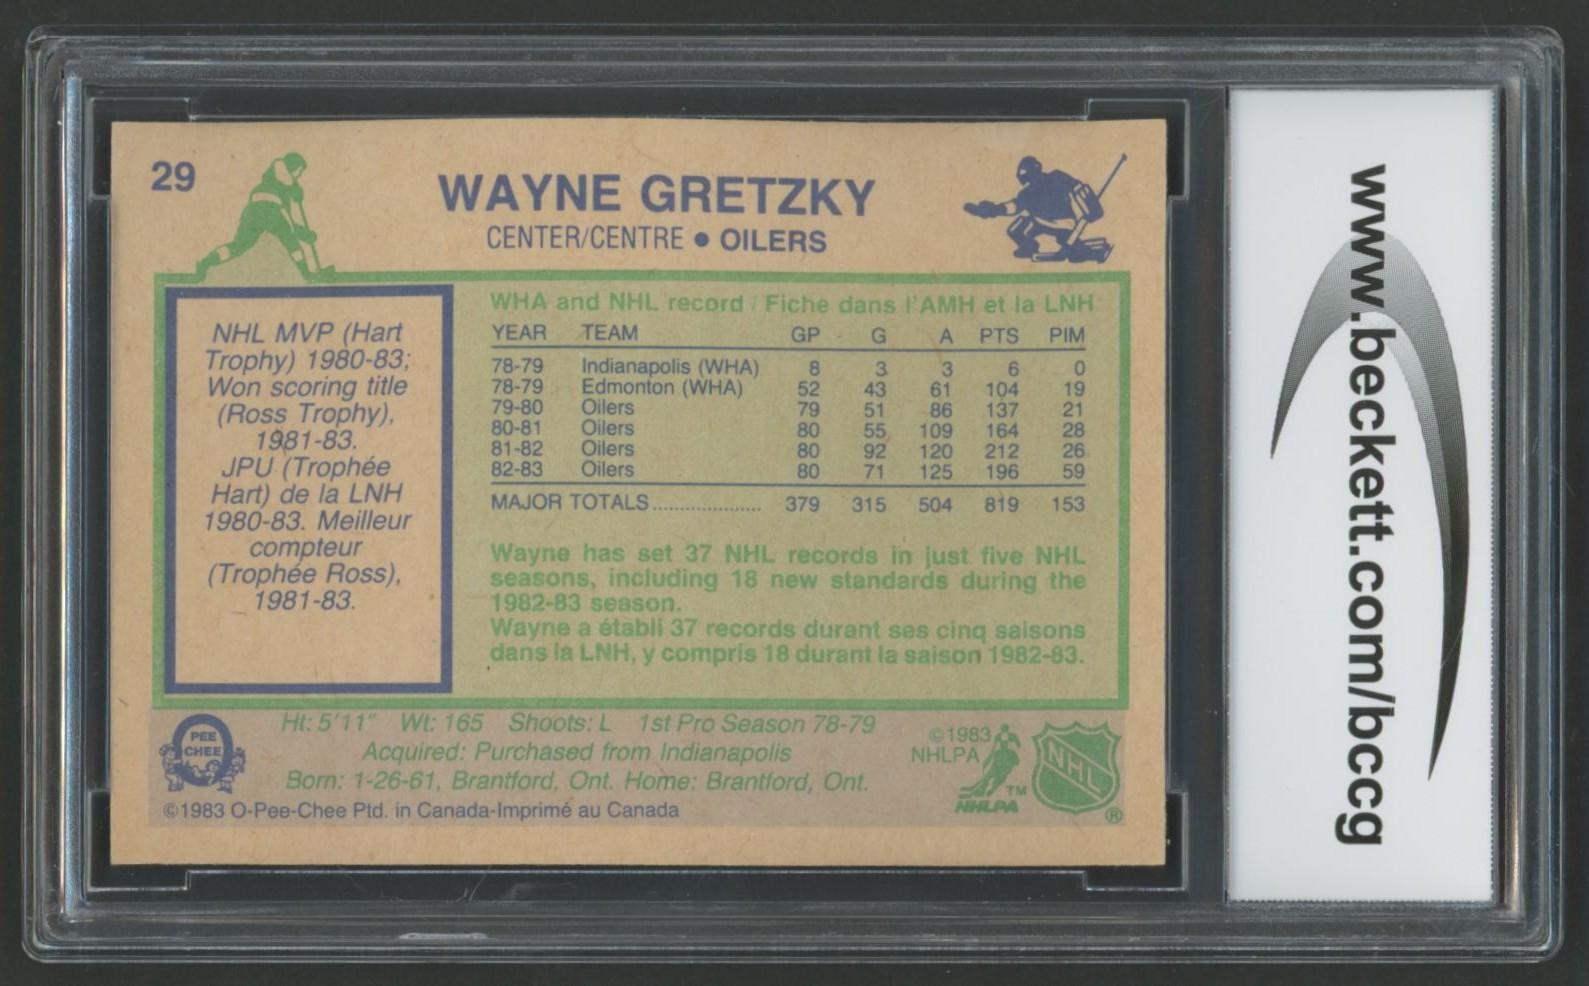 29
WAYNE GRETZKY
CENTER/CENTRE • OILERS
NHL MVP (Hart
Trophy) 1980-83;
Won scoring title
(Ross Trophy),
1981-83.
JPU (Trophée
Hart) de la LNH
1980-83. Meilleur
compteur
(Trophée Ross),
1981-83.
WHA and NHL record / Fiche dans l'AMH et la LNH
YEAR TEAM GP G A PTS PIM
78-79 Indianapolis (WHA) 8 3 3 6 0
78-79 Edmonton (WHA) 52 43 61 104 19
79-80 Oilers 79 51 86 137 21
80-81 Oilers 80 55 109 164 28
81-82 Oilers 80 92 120 212 26
82-83 Oilers 80 71 125 196 59
MAJOR TOTALS.................... 379 315 504 819 153
Wayne has set 37 NHL records in just five NHL
seasons, including 18 new standards during the
1982-83 season.
Wayne a établi 37 records durant ses cinq saisons
dans la LNH, y compris 18 durant la saison 1982-83.
PEE
CHEE
Ht: 5'11" Wt: 165 Shoots: L 1st Pro Season 78-79
Acquired: Purchased from Indianapolis
Born: 1-26-61, Brantford, Ont. Home: Brantford, Ont.
©1983 O-Pee-Chee Ptd. in Canada-Imprimé au Canada
©1983
NHLPA
TM
NHLPA
NHL
®
www.beckett.com/bccg